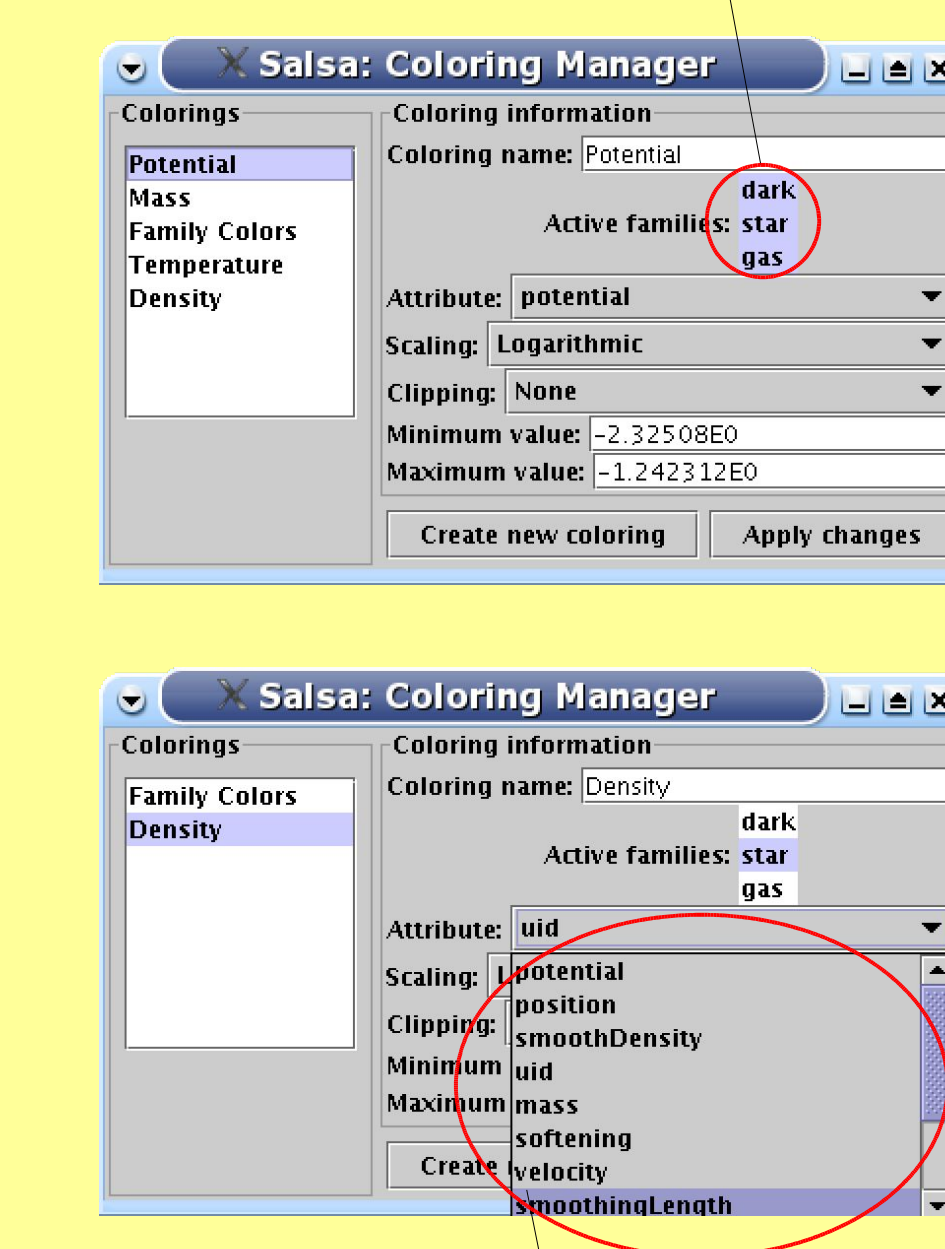 Salsa: Coloring Manager
Colorings
Potential
Mass
Family Colors
Temperature
Density
Coloring information
Coloring name: Potential
Active families:
dark
star
gas
Attribute: potential
Scaling: Logarithmic
Clipping: None
Minimum value: -2.32508E0
Maximum value: -1.242312E0
Create new coloring
Apply changes
Salsa: Coloring Manager
Colorings
Family Colors
Density
Coloring information
Coloring name: Density
Active families:
dark
star
gas
Attribute: uid
Scaling: L
Clipping:
Minimum
Maximum
Create
potential
position
smoothDensity
uid
mass
softening
velocity
smoothingLength